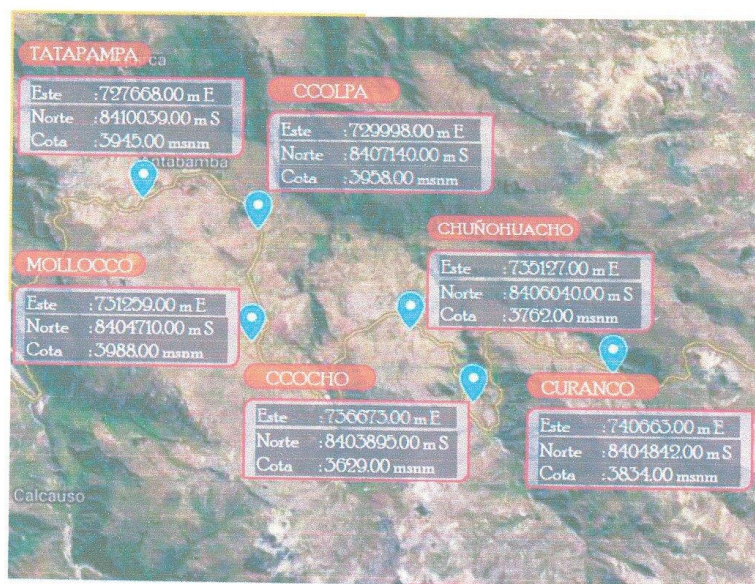 TATAPAMPA
Este :727668.00 m E
Norte :8410039.00 m S
Cota :3945.00 msnm
CCOLPA
Este :729998.00 m E
Norte :8407140.00 m S
Cota :3958.00 msnm
Antabamba
CHUÑOHUACHO
Este :735127.00 m E
Norte :8406040.00 m S
Cota :3762.00 msnm
MOLLOCCO
Este :731259.00 m E
Norte :8404710.00 m S
Cota :3988.00 msnm
CCOCHO
Este :736673.00 m E
Norte :8403895.00 m S
Cota :3629.00 msnm
CURANCO
Este :740663.00 m E
Norte :8404842.00 m S
Cota :3834.00 msnm
Calcauso